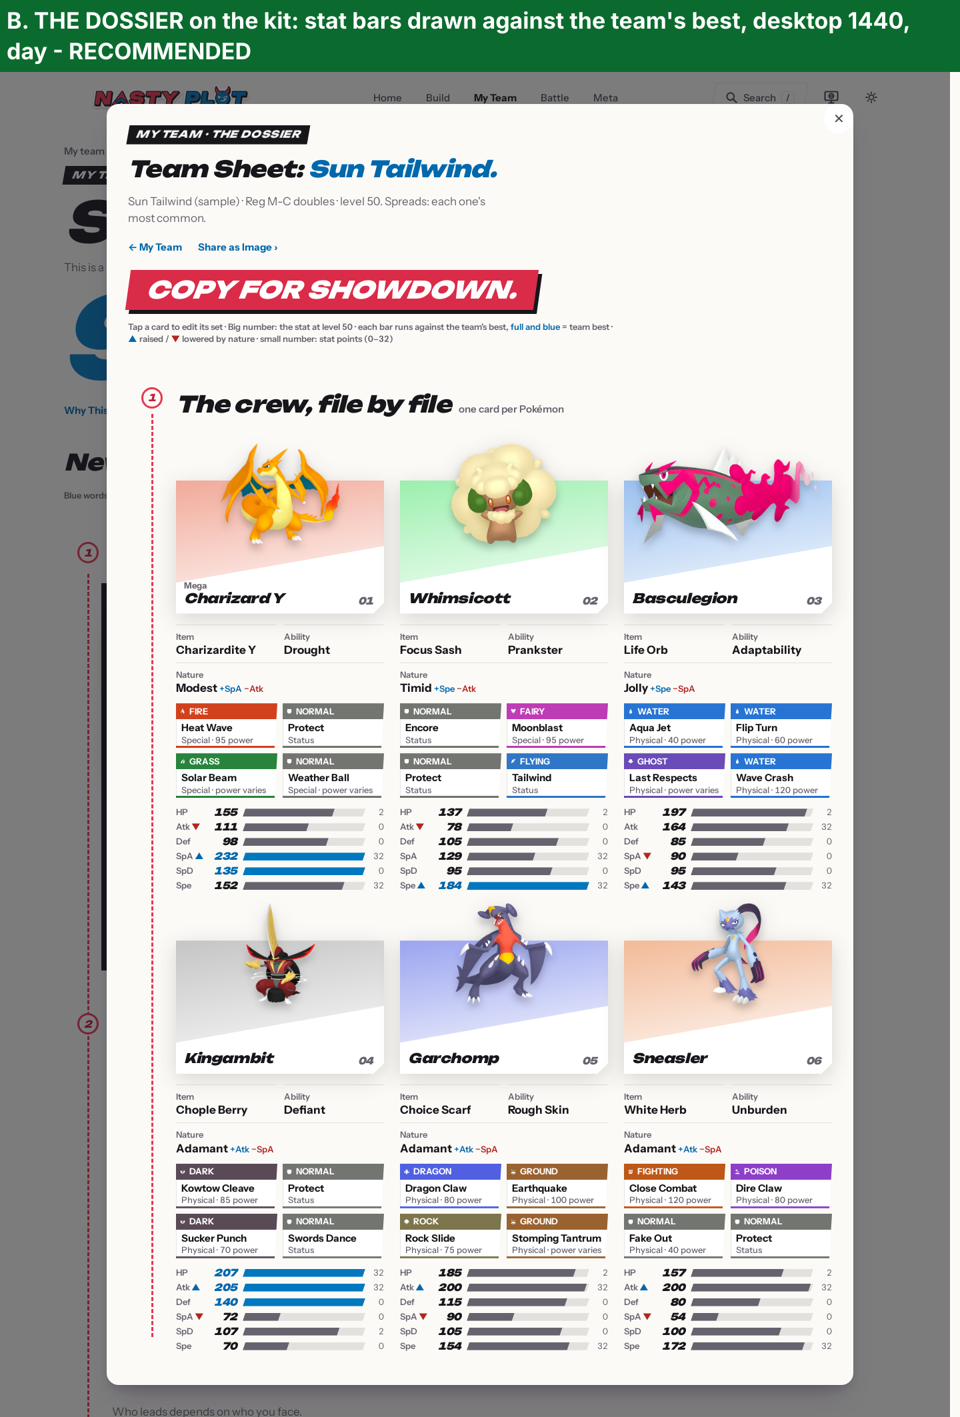 B. THE DOSSIER on the kit: stat bars drawn against the team's best, desktop 1440,
day - RECOMMENDED
NASTY PLOT
Home Build My Team Battle Meta
Search /
My team
MY TEAM · THE DOSSIER
Team Sheet: Sun Tailwind.
Sun Tailwind (sample) · Reg M-C doubles · level 50. Spreads: each one's
most common.
This is a
← My Team Share as Image ›
COPY FOR SHOWDOWN.
Tap a card to edit its set · Big number: the stat at level 50 · each bar runs against the team's best, full and blue = team best ·
▲ raised / ▼ lowered by nature · small number: stat points (0–32)
Why This
1
The crew, file by file one card per Pokémon
Blue words
1
Mega
Charizard Y 01
Whimsicott 02
Basculegion 03
Item Ability
Charizardite Y Drought
Item Ability
Focus Sash Prankster
Item Ability
Life Orb Adaptability
Nature
Modest +SpA −Atk
Nature
Timid +Spe −Atk
Nature
Jolly +Spe −SpA
FIRE NORMAL
Heat Wave Protect
Special · 95 power Status
GRASS NORMAL
Solar Beam Weather Ball
Special · power varies Special · power varies
NORMAL FAIRY
Encore Moonblast
Status Special · 95 power
NORMAL FLYING
Protect Tailwind
Status Status
WATER WATER
Aqua Jet Flip Turn
Physical · 40 power Physical · 60 power
GHOST WATER
Last Respects Wave Crash
Physical · power varies Physical · 120 power
HP 155 2
Atk ▼ 111 0
Def 98 0
SpA ▲ 232 32
SpD 135 0
Spe 152 32
HP 137 2
Atk ▼ 78 0
Def 105 0
SpA 129 32
SpD 95 0
Spe ▲ 184 32
HP 197 2
Atk 164 32
Def 85 0
SpA ▼ 90 0
SpD 95 0
Spe ▲ 143 32
2
Kingambit 04
Garchomp 05
Sneasler 06
Item Ability
Chople Berry Defiant
Item Ability
Choice Scarf Rough Skin
Item Ability
White Herb Unburden
Nature
Adamant +Atk −SpA
Nature
Adamant +Atk −SpA
Nature
Adamant +Atk −SpA
DARK NORMAL
Kowtow Cleave Protect
Physical · 85 power Status
DARK NORMAL
Sucker Punch Swords Dance
Physical · 70 power Status
DRAGON GROUND
Dragon Claw Earthquake
Physical · 80 power Physical · 100 power
ROCK GROUND
Rock Slide Stomping Tantrum
Physical · 75 power Physical · power varies
FIGHTING POISON
Close Combat Dire Claw
Physical · 120 power Physical · 80 power
NORMAL NORMAL
Fake Out Protect
Physical · 40 power Status
HP 207 32
Atk ▲ 205 32
Def 140 0
SpA ▼ 72 0
SpD 107 2
Spe 70 0
HP 185 2
Atk ▲ 200 32
Def 115 0
SpA ▼ 90 0
SpD 105 0
Spe 154 32
HP 157 2
Atk ▲ 200 32
Def 80 0
SpA ▼ 54 0
SpD 100 0
Spe 172 32
Who leads depends on who you face.